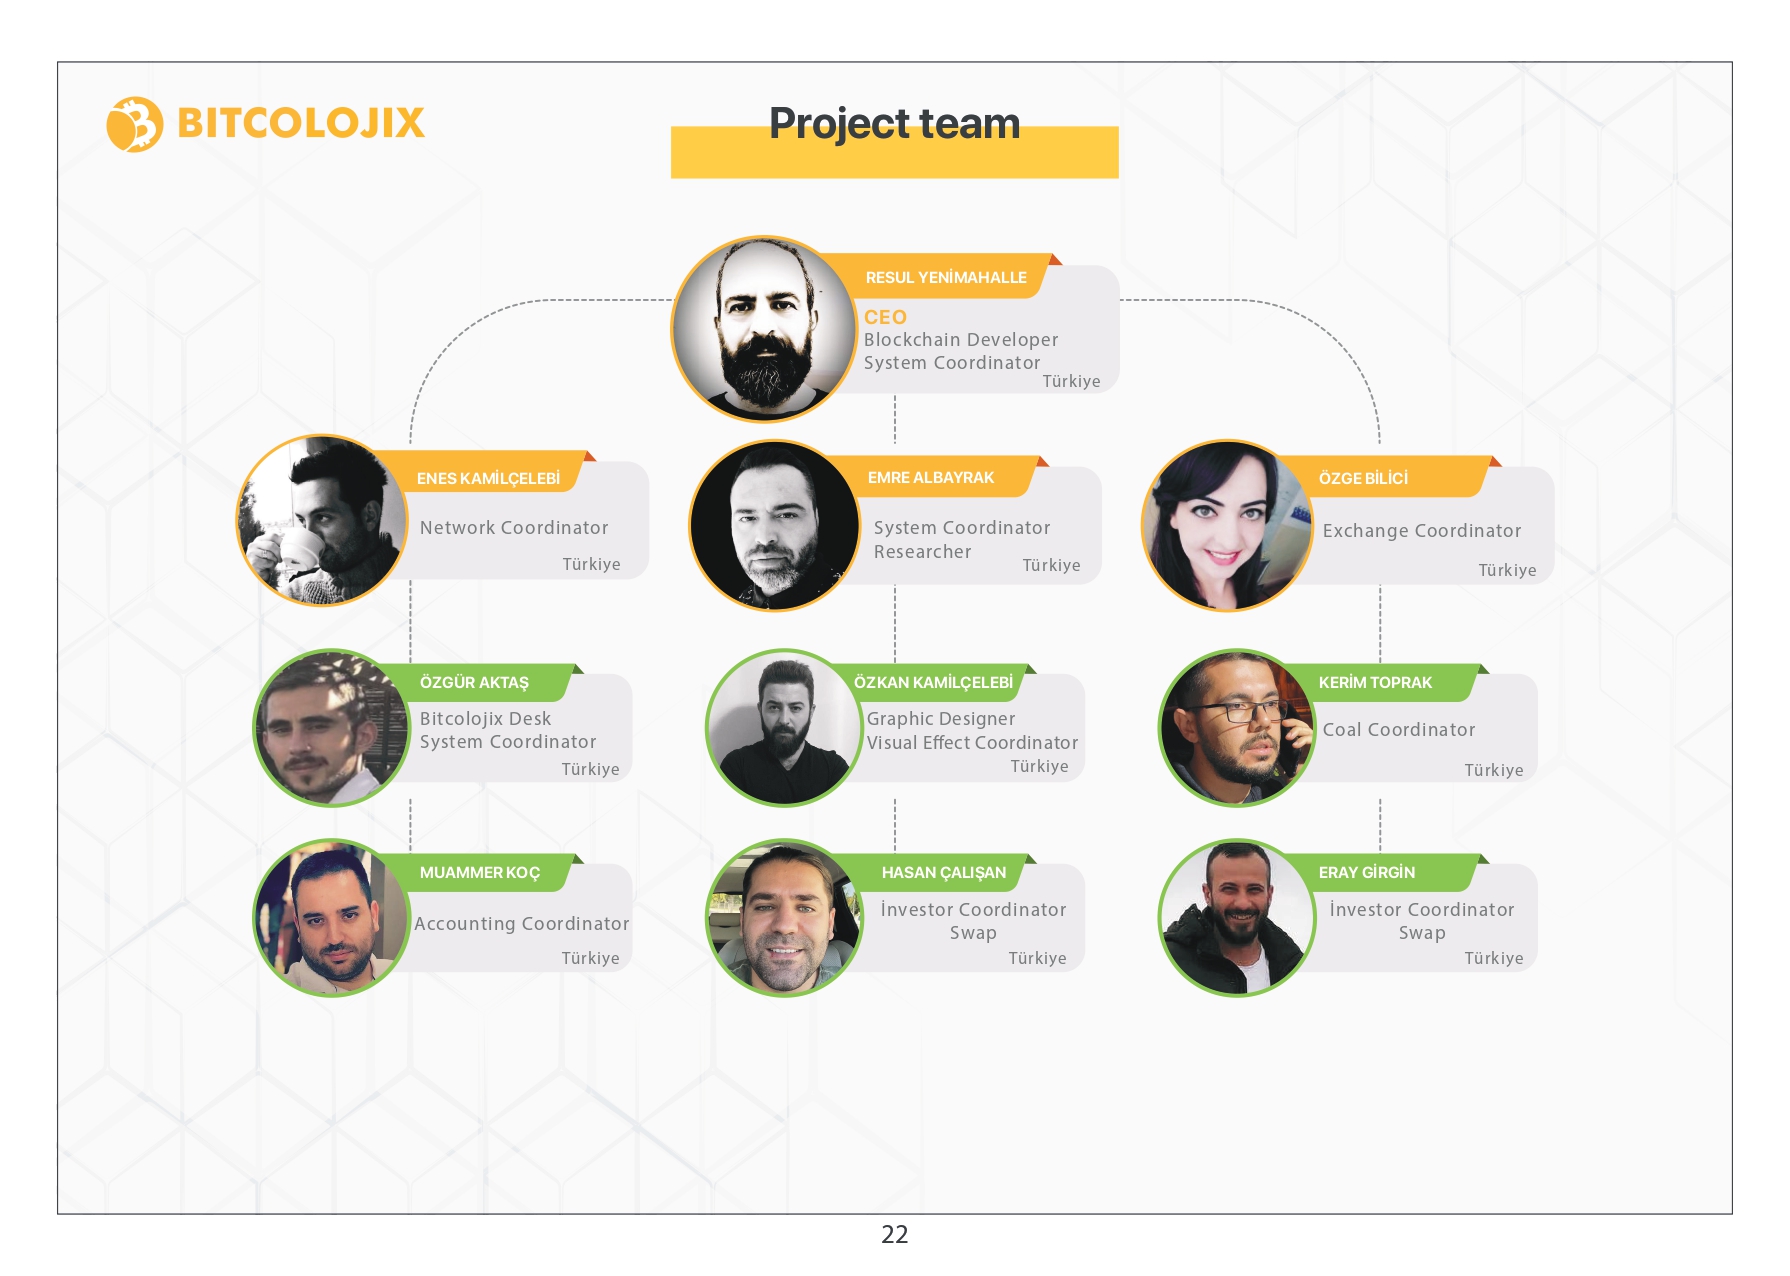 BITCOLOJIX
Project team
RESUL YENİMAHALLE
CEO
Blockchain Developer
System Coordinator
Türkiye
ENES KAMİLÇELEBİ
Network Coordinator
Türkiye
EMRE ALBAYRAK
System Coordinator
Researcher
Türkiye
ÖZGE BİLİCİ
Exchange Coordinator
Türkiye
ÖZGÜR AKTAŞ
Bitcolojix Desk
System Coordinator
Türkiye
ÖZKAN KAMİLÇELEBİ
Graphic Designer
Visual Effect Coordinator
Türkiye
KERİM TOPRAK
Coal Coordinator
Türkiye
MUAMMER KOÇ
Accounting Coordinator
Türkiye
HASAN ÇALIŞAN
İnvestor Coordinator
Swap
Türkiye
ERAY GİRGİN
İnvestor Coordinator
Swap
Türkiye
22